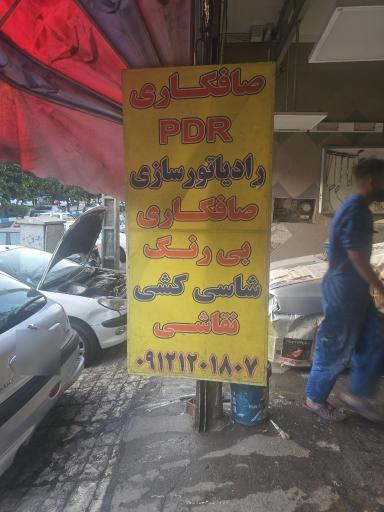 صافکاری
PDR
رادیاتورسازی
صافکاری
بی رنگ
شاسی کشی
نقاشی
۰۹۱۲۱۲۰۱۸۰۷